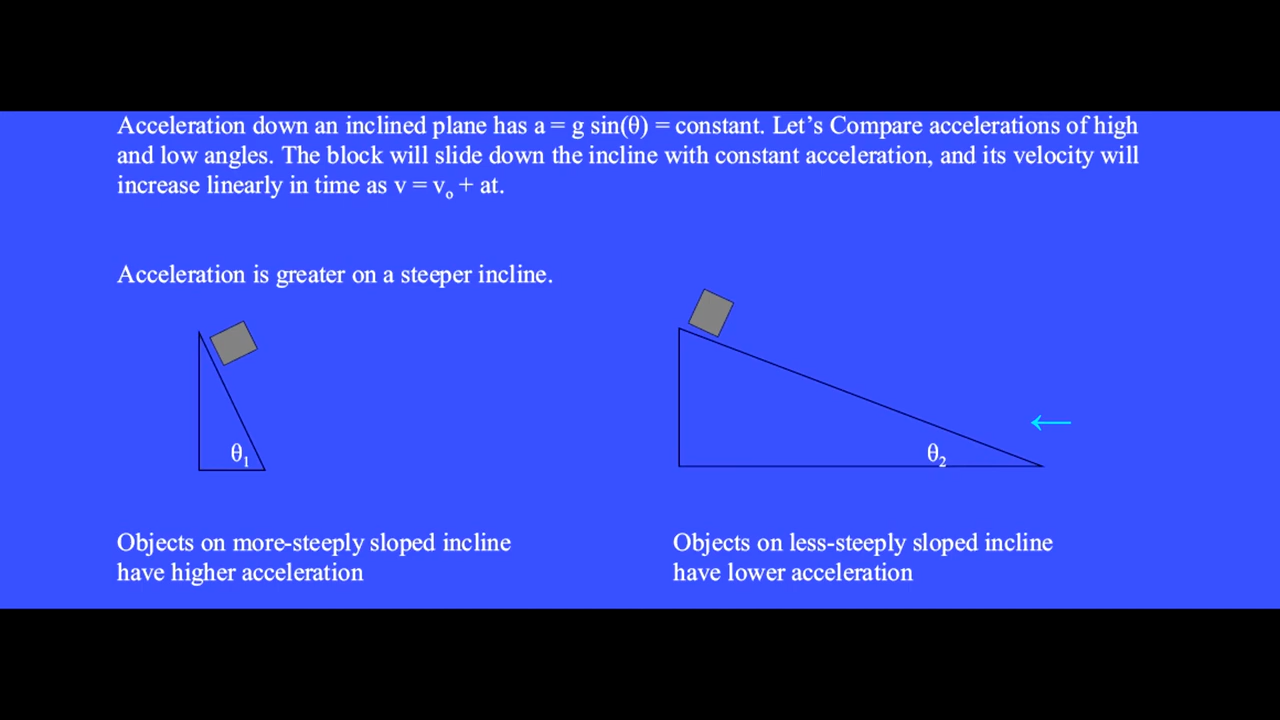 Acceleration down an inclined plane has a = g sin(θ) = constant. Let’s Compare accelerations of high
and low angles. The block will slide down the incline with constant acceleration, and its velocity will
increase linearly in time as v = vₒ + at.
Acceleration is greater on a steeper incline.
θ₁
θ₂
Objects on more-steeply sloped incline
have higher acceleration
Objects on less-steeply sloped incline
have lower acceleration